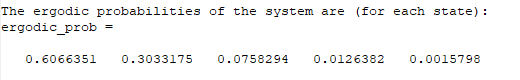 The ergodic probabilities of the system are (for each state):
ergodic_prob =
0.6066351 0.3033175 0.0758294 0.0126382 0.0015798